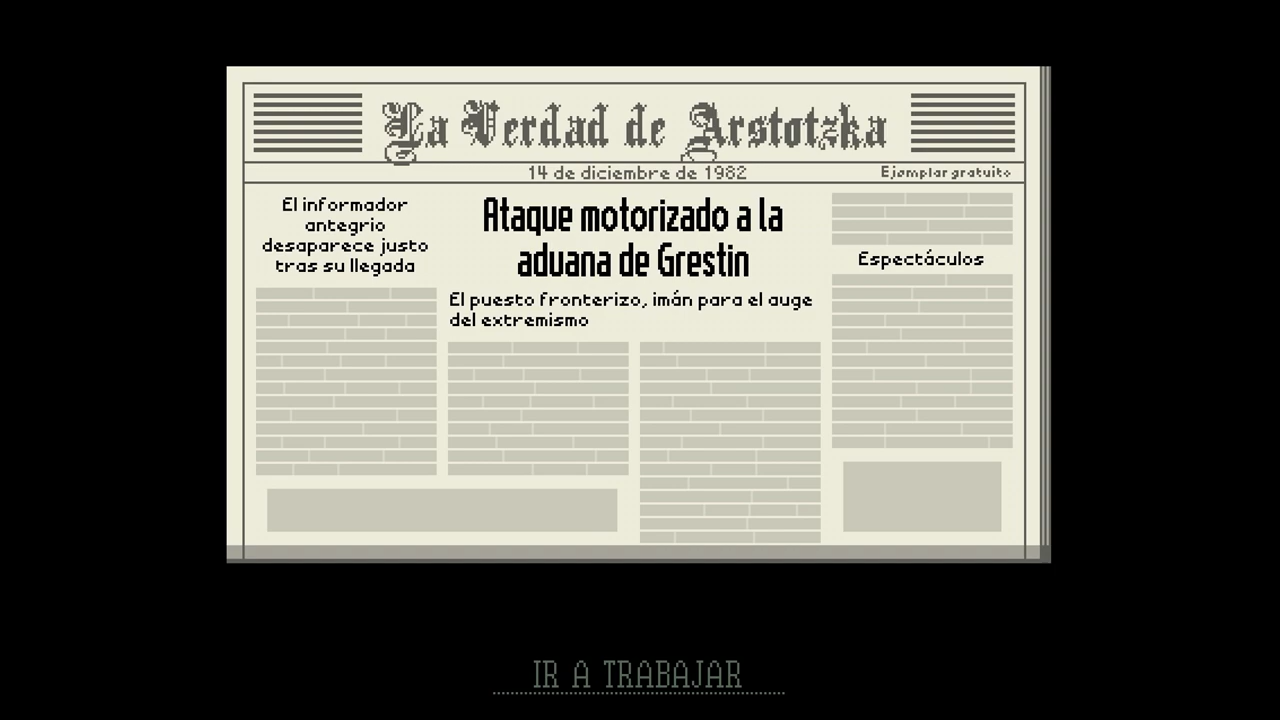 La Verdad de Arstotzka
14 de diciembre de 1982
Ejemplar gratuito
El informador
antegrio
desaparece justo
tras su llegada
Ataque motorizado a la
aduana de Grestin
El puesto fronterizo, imán para el auge
del extremismo
Espectáculos
IR A TRABAJAR